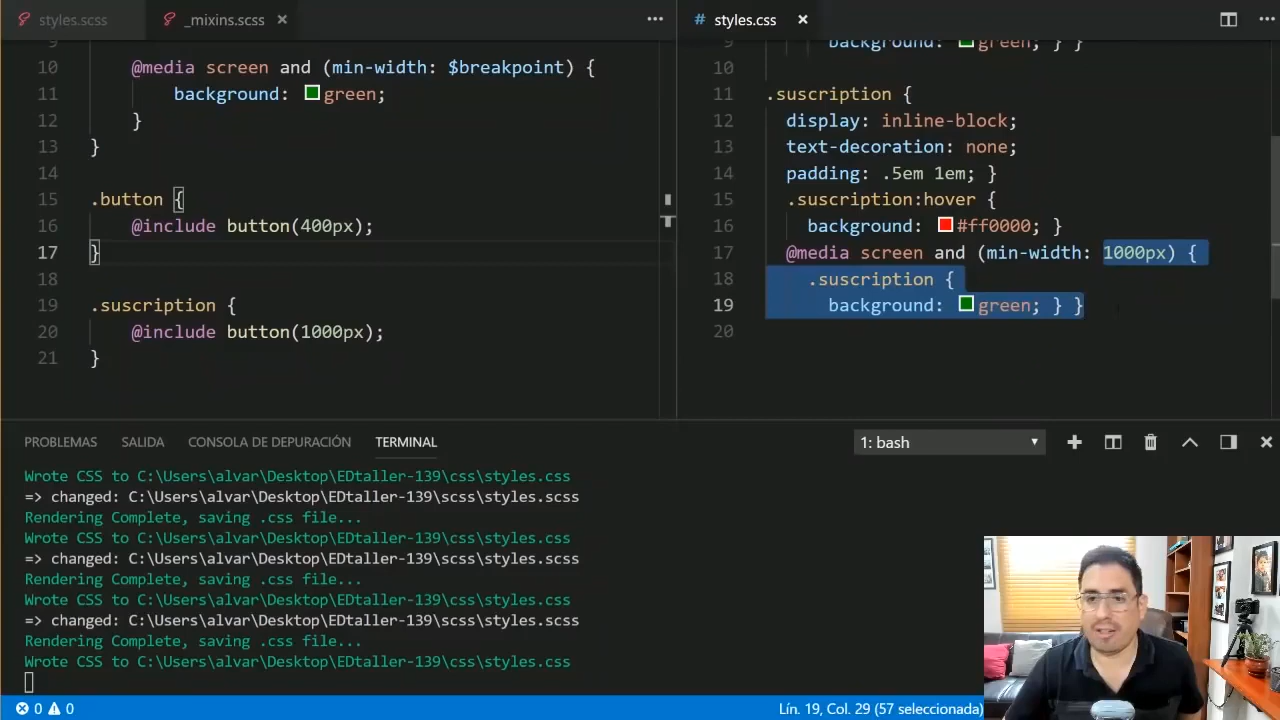 styles.scss
_mixins.scss
styles.css
9
10 @media screen and (min-width: $breakpoint) {
11 background: green;
12 }
13 }
14
15 .button {
16 @include button(400px);
17 }
18
19 .suscription {
20 @include button(1000px);
21 }
9 background: green; } }
10
11 .suscription {
12 display: inline-block;
13 text-decoration: none;
14 padding: .5em 1em; }
15 .suscription:hover {
16 background: #ff0000; }
17 @media screen and (min-width: 1000px) {
18 .suscription {
19 background: green; } }
20
PROBLEMAS SALIDA CONSOLA DE DEPURACIÓN TERMINAL
1: bash
Wrote CSS to C:\Users\alvar\Desktop\EDtaller-139\css\styles.css
=> changed: C:\Users\alvar\Desktop\EDtaller-139\scss\styles.scss
Rendering Complete, saving .css file...
Wrote CSS to C:\Users\alvar\Desktop\EDtaller-139\css\styles.css
=> changed: C:\Users\alvar\Desktop\EDtaller-139\scss\styles.scss
Rendering Complete, saving .css file...
Wrote CSS to C:\Users\alvar\Desktop\EDtaller-139\css\styles.css
=> changed: C:\Users\alvar\Desktop\EDtaller-139\scss\styles.scss
Rendering Complete, saving .css file...
Wrote CSS to C:\Users\alvar\Desktop\EDtaller-139\css\styles.css
0 0
Lín. 19, Col. 29 (57 seleccionada)